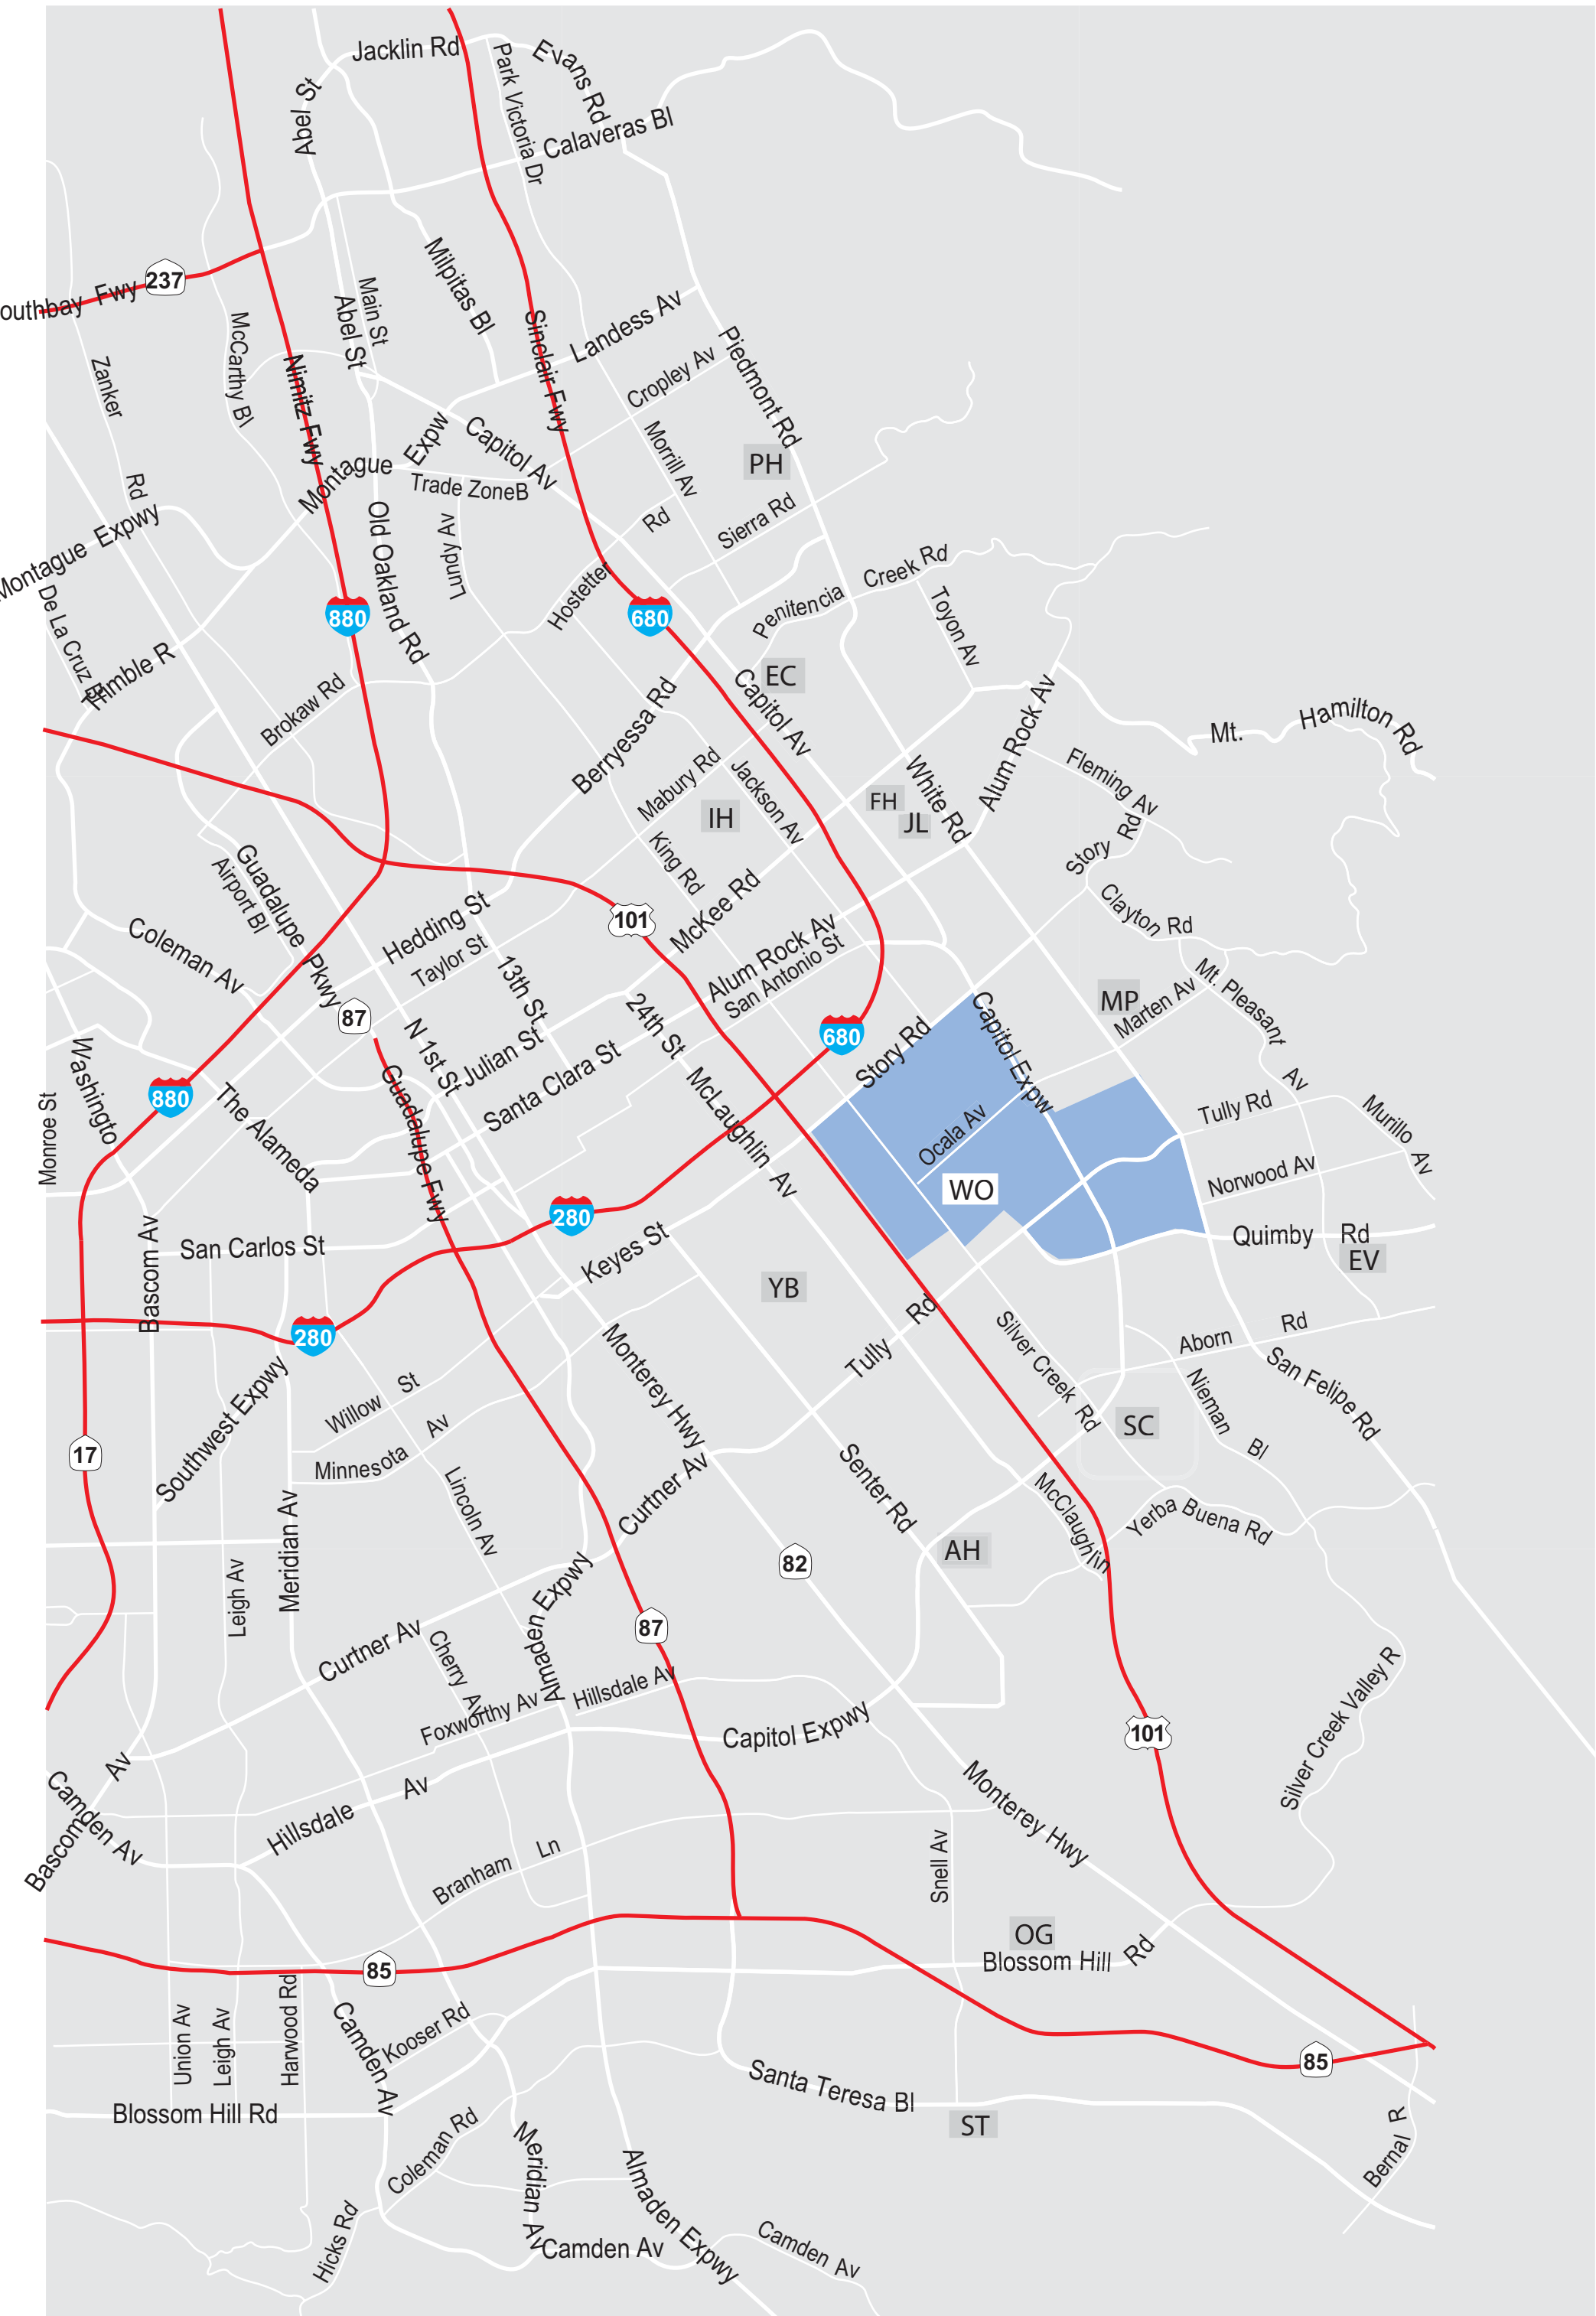 Jacklin Rd
Evans Rd
Park Victoria Dr
Abel St
Calaveras Bl
237
outhbay Fwy
Milpitas Bl
Main St
Abel St
McCarthy Bl
Nimitz Fwy
Sinclair Fwy
Landess Av
Piedmont Rd
Cropley Av
Zanker Rd
Expw
Capitol Av
Morrill Av
PH
Montague
Trade ZoneB
Sierra Rd
Montague Expwy
Old Oakland Rd
Lundy Av
Hostetter Rd
Creek Rd
Penitencia
Toyon Av
De La Cruz B
880
680
Trimble R
Brokaw Rd
EC
Capitol Av
Berryessa Rd
Alum Rock Av
Mt. Hamilton Rd
Mabury Rd
Jackson Av
White Rd
Fleming Av
IH
FH
JL
Story Rd
King Rd
Guadalupe Pkwy
Airport Bl
McKee Rd
Clayton Rd
Hedding St
101
Coleman Av
Taylor St
Alum Rock Av
San Antonio St
13th St
Mt. Pleasant Av
MP
Marten Av
24th St
87
N 1st St
680
Story Rd
Capitol Expw
Julian St
Washingto
880
Guadalupe Fwy
Santa Clara St
McLaughlin Av
The Alameda
Monroe St
Ocala Av
Tully Rd
Murillo Av
WO
Norwood Av
280
Bascom Av
San Carlos St
Keyes St
Quimby Rd
EV
YB
280
Tully Rd
Silver Creek Rd
Aborn Rd
Monterey Hwy
Nieman Bl
San Felipe Rd
Southwest Expwy
Willow St
SC
17
Minnesota Av
Senter Rd
Lincoln Av
Curtner Av
McClaughlin
Yerba Buena Rd
Meridian Av
AH
82
Leigh Av
Almaden Expwy
87
Curtner Av
Cherry Av
Almaden
Hillsdale Av
Foxworthy Av
Silver Creek Valley R
Capitol Expwy
101
Bascom Av
Camden Av
Monterey Hwy
Hillsdale Av
Branham Ln
Snell Av
OG
Blossom Hill Rd
85
Union Av
Leigh Av
Harwood Rd
Camden Av
Kooser Rd
85
Santa Teresa Bl
Blossom Hill Rd
ST
Coleman Rd
Meridian Av
Almaden Expwy
Bernal R
Hicks Rd
Camden Av
Camden Av